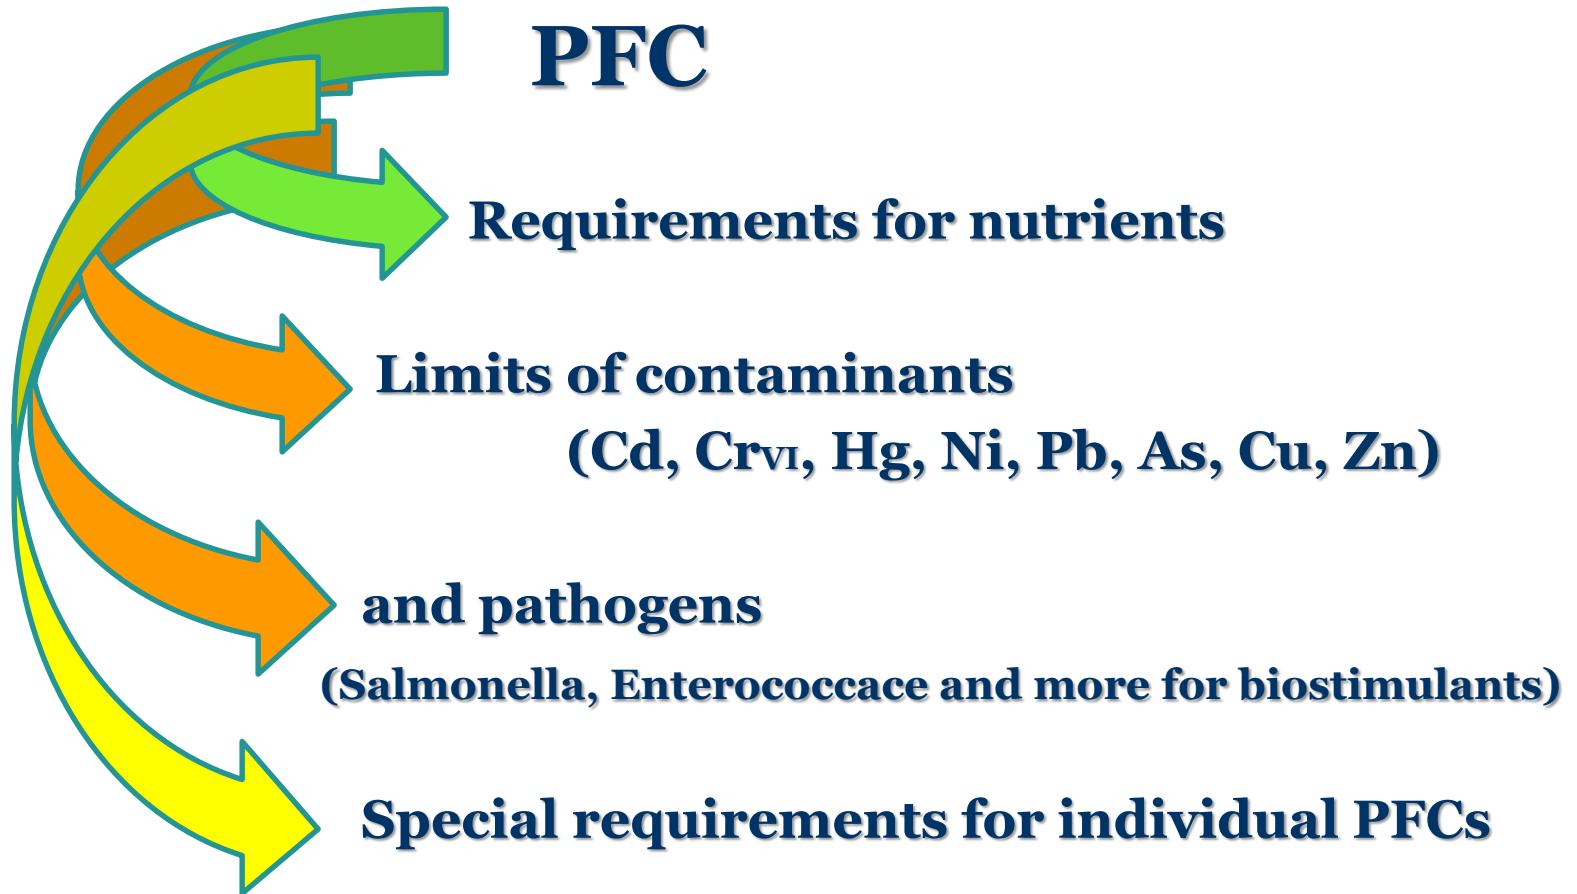 PFC
Requirements for nutrients
Limits of contaminants
(Cd, CrVI, Hg, Ni, Pb, As, Cu, Zn)
and pathogens
(Salmonella, Enterococcace and more for biostimulants)
Special requirements for individual PFCs